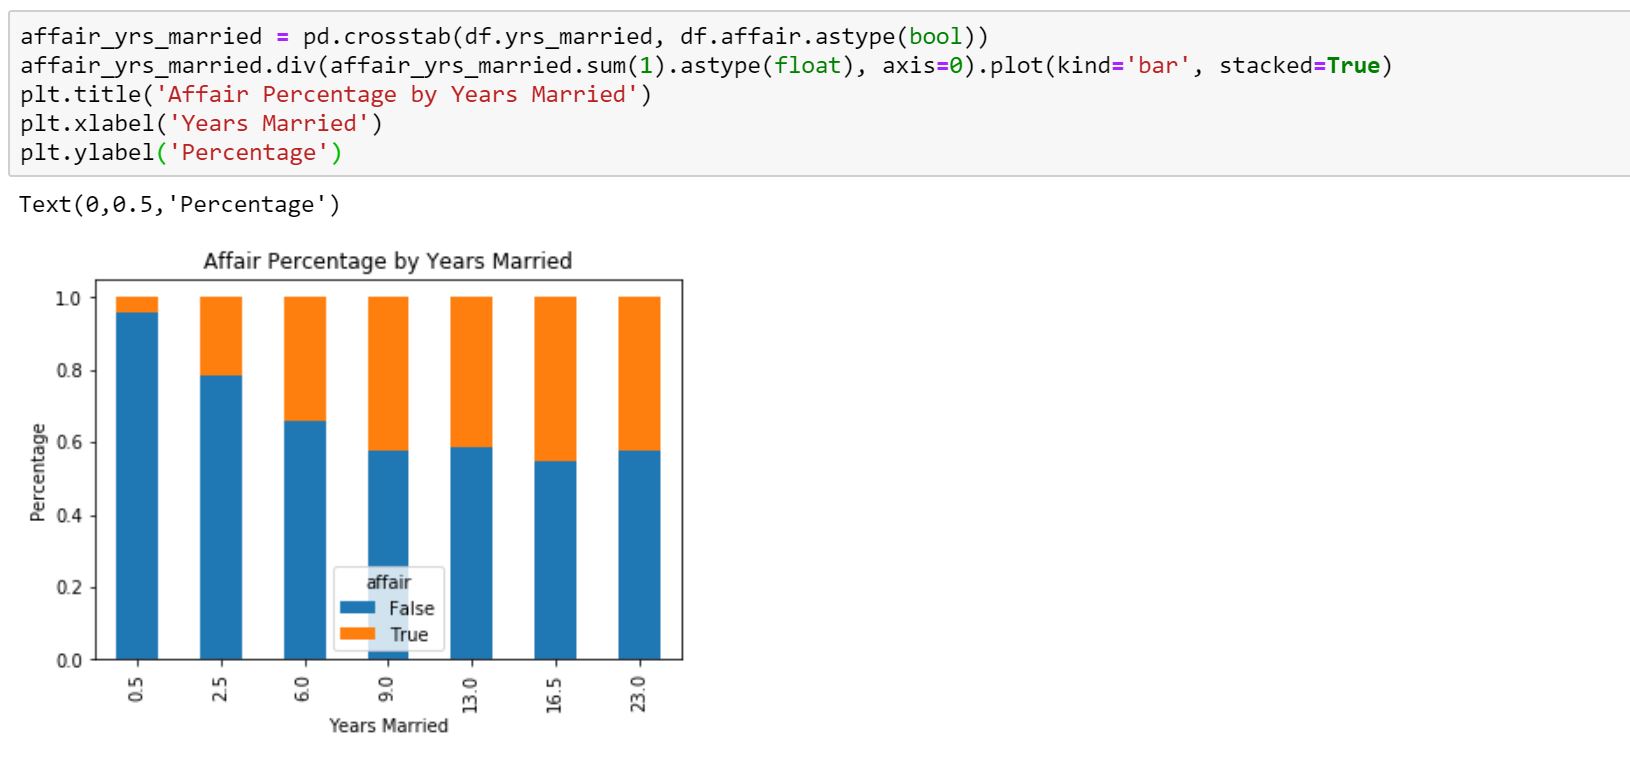 affair_yrs_married = pd.crosstab(df.yrs_married, df.affair.astype(bool))
affair_yrs_married.div(affair_yrs_married.sum(1).astype(float), axis=0).plot(kind='bar', stacked=True)
plt.title('Affair Percentage by Years Married')
plt.xlabel('Years Married')
plt.ylabel('Percentage')
Text(0,0.5,'Percentage')
Affair Percentage by Years Married
1.0
0.8
0.6
0.4
0.2
0.0
Percentage
affair
False
True
0.5 2.5 6.0 9.0 13.0 16.5 23.0
Years Married